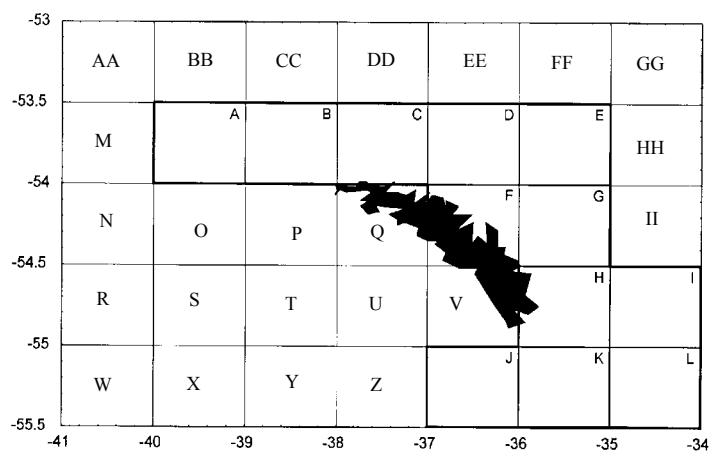 -53
AA BB CC DD EE FF GG
-53.5
A B C D E
M HH
-54
F G
N O P Q II
-54.5
H I
R S T U V
-55
J K L
W X Y Z
-55.5
-41 -40 -39 -38 -37 -36 -35 -34